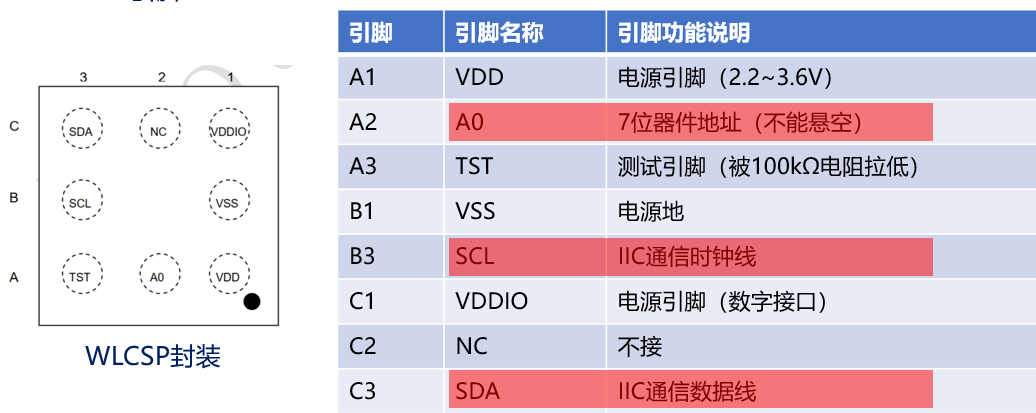 3 2 1
C SDA NC VDDIO
B SCL VSS
A TST A0 VDD
WLCSP封装
引脚 引脚名称 引脚功能说明
A1 VDD 电源引脚（2.2~3.6V）
A2 A0 7位器件地址（不能悬空）
A3 TST 测试引脚（被100kΩ电阻拉低）
B1 VSS 电源地
B3 SCL IIC通信时钟线
C1 VDDIO 电源引脚（数字接口）
C2 NC 不接
C3 SDA IIC通信数据线